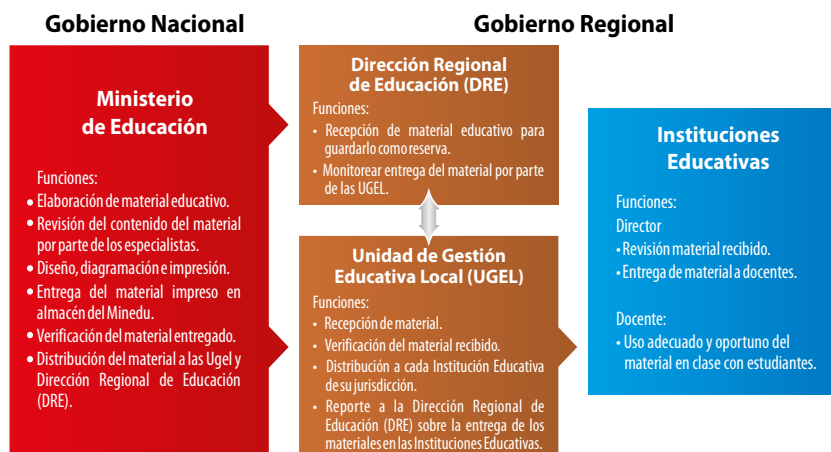 Gobierno Nacional
Gobierno Regional
Ministerio
de Educación
Funciones:
• Elaboración de material educativo.
• Revisión del contenido del material
por parte de los especialistas.
• Diseño, diagramación e impresión.
• Entrega del material impreso en
almacén del Minedu.
• Verificación del material entregado.
• Distribución del material a las Ugel y
Dirección Regional de Educación
(DRE).
Dirección Regional
de Educación (DRE)
Funciones:
• Recepción de material educativo para
guardarlo como reserva.
• Monitorear entrega del material por parte
de las UGEL.
Unidad de Gestión
Educativa Local (UGEL)
Funciones:
• Recepción de material.
• Verificación del material recibido.
• Distribución a cada Institución Educativa
de su jurisdicción.
• Reporte a la Dirección Regional de
Educación (DRE) sobre la entrega de los
materiales en las Instituciones Educativas.
Instituciones
Educativas
Funciones:
Director
• Revisión material recibido.
• Entrega de material a docentes.
Docente:
• Uso adecuado y oportuno del
material en clase con estudiantes.